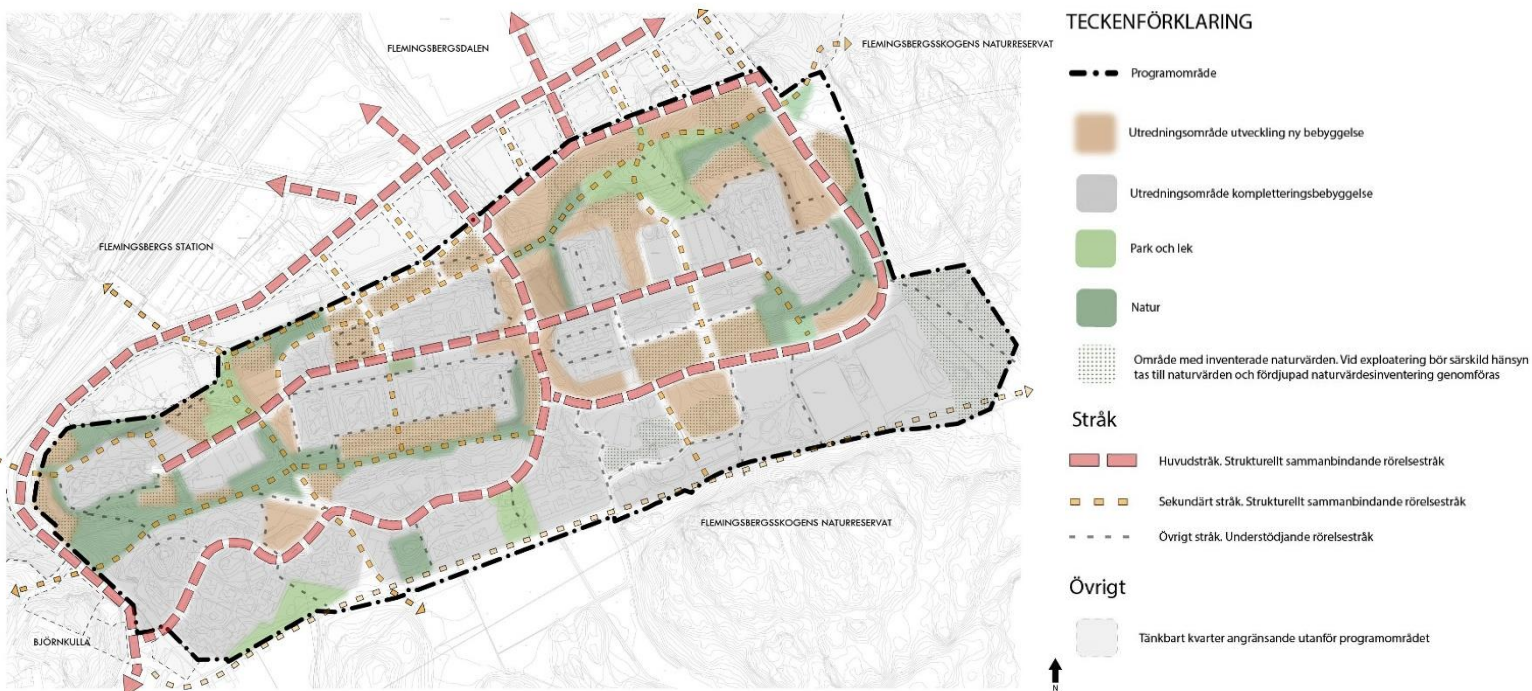 FLEMINGSBERGSDALEN
FLEMINGSBERGSSKOGENS NATURRESERVAT
FLEMINGSBERGS STATION
FLEMINGSBERGSSKOGENS NATURRESERVAT
BJÖRNKULLA
N
TECKENFÖRKLARING
Programområde
Utredningsområde utveckling ny bebyggelse
Utredningsområde kompletteringsbebyggelse
Park och lek
Natur
Område med inventerade naturvärden. Vid exploatering bör särskild hänsyn
tas till naturvärden och fördjupad naturvärdesinventering genomföras
Stråk
Huvudstråk. Strukturellt sammanbindande rörelsestråk
Sekundärt stråk. Strukturellt sammanbindande rörelsestråk
Övrigt stråk. Understödjande rörelsestråk
Övrigt
Tänkbart kvarter angränsande utanför programområdet